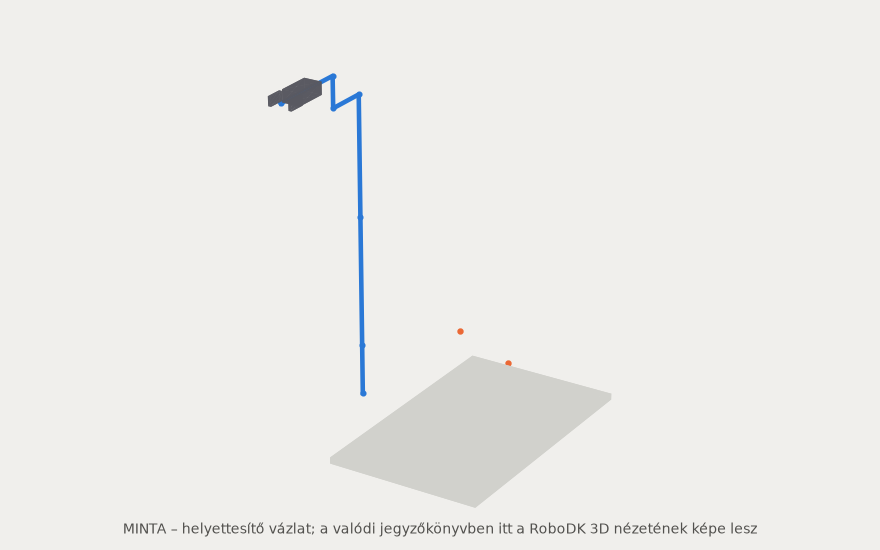 MINTA – helyettesítő vázlat; a valódi jegyzőkönyvben itt a RoboDK 3D nézetének képe lesz